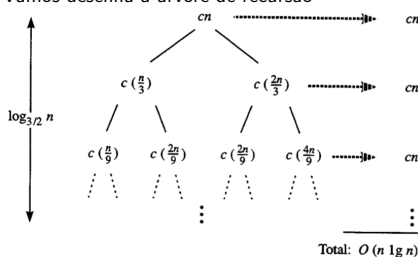 Vamos desenha a árvore de recursão
cn cn
c (n/3) c (2n/3) cn
log3/2 n
c (n/9) c (2n/9) c (2n/9) c (4n/9) cn
Total: O (n lg n)